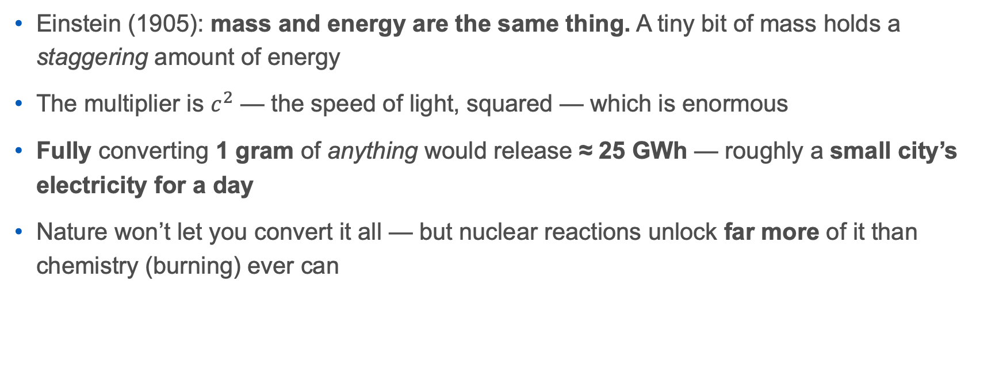 • Einstein (1905): mass and energy are the same thing. A tiny bit of mass holds a
staggering amount of energy
• The multiplier is c² — the speed of light, squared — which is enormous
• Fully converting 1 gram of anything would release ≈ 25 GWh — roughly a small city’s
electricity for a day
• Nature won’t let you convert it all — but nuclear reactions unlock far more of it than
chemistry (burning) ever can